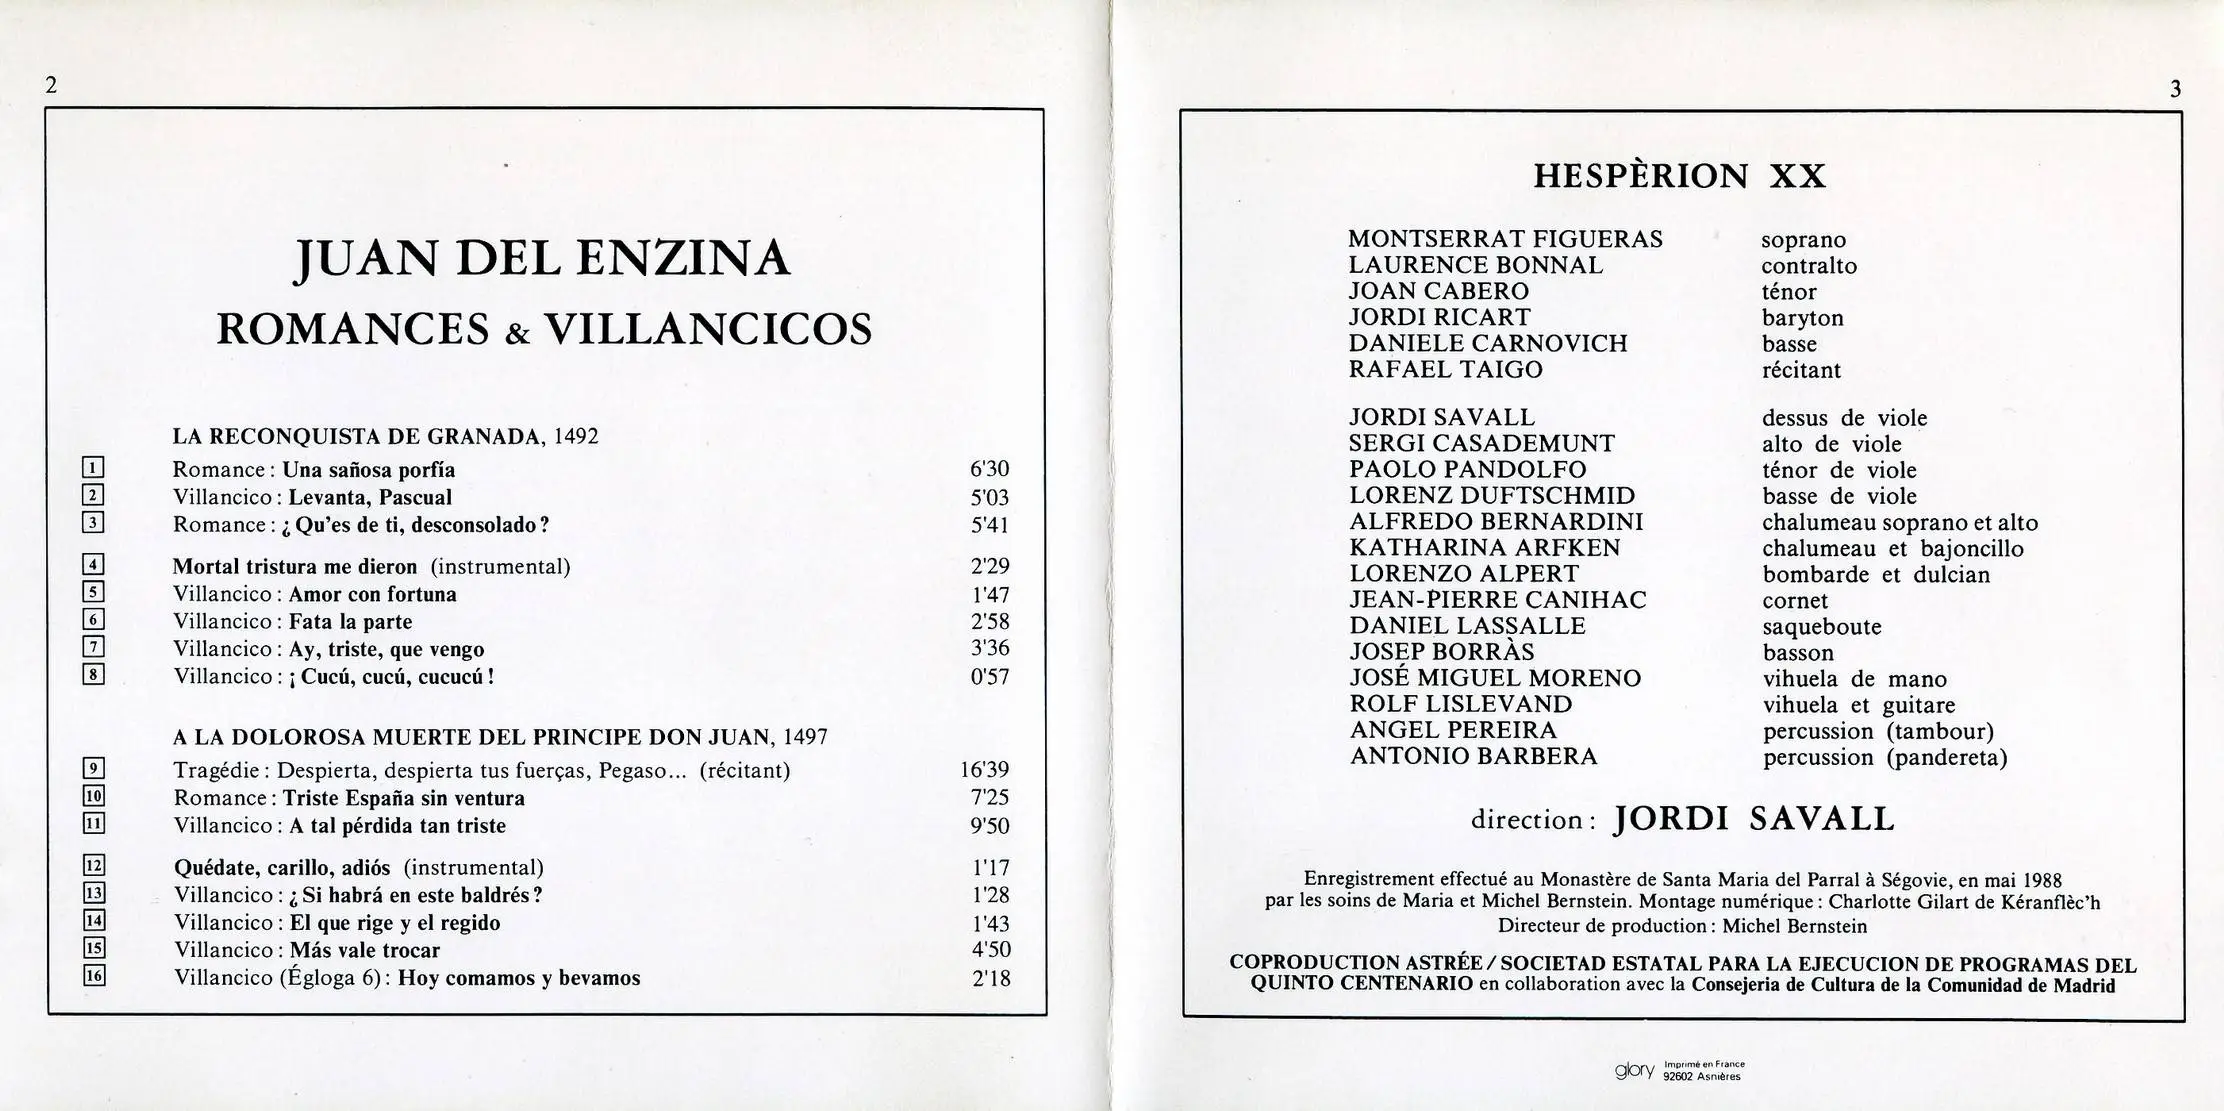 2
JUAN DEL ENZINA
ROMANCES & VILLANCICOS
LA RECONQUISTA DE GRANADA, 1492
1 Romance : Una sañosa porfía 6'30
2 Villancico : Levanta, Pascual 5'03
3 Romance : ¿ Qu'es de ti, desconsolado ? 5'41
4 Mortal tristura me dieron (instrumental) 2'29
5 Villancico : Amor con fortuna 1'47
6 Villancico : Fata la parte 2'58
7 Villancico : Ay, triste, que vengo 3'36
8 Villancico : ¡ Cucú, cucú, cucucú ! 0'57
A LA DOLOROSA MUERTE DEL PRINCIPE DON JUAN, 1497
9 Tragédie : Despierta, despierta tus fuerças, Pegaso... (récitant) 16'39
10 Romance : Triste España sin ventura 7'25
11 Villancico : A tal pérdida tan triste 9'50
12 Quédate, carillo, adiós (instrumental) 1'17
13 Villancico : ¿ Si habrá en este baldrés ? 1'28
14 Villancico : El que rige y el regido 1'43
15 Villancico : Más vale trocar 4'50
16 Villancico (Égloga 6) : Hoy comamos y bevamos 2'18
3
HESPÈRION XX
MONTSERRAT FIGUERAS soprano
LAURENCE BONNAL contralto
JOAN CABERO ténor
JORDI RICART baryton
DANIELE CARNOVICH basse
RAFAEL TAIGO récitant
JORDI SAVALL dessus de viole
SERGI CASADEMUNT alto de viole
PAOLO PANDOLFO ténor de viole
LORENZ DUFTSCHMID basse de viole
ALFREDO BERNARDINI chalumeau soprano et alto
KATHARINA ARFKEN chalumeau et bajoncillo
LORENZO ALPERT bombarde et dulcian
JEAN-PIERRE CANIHAC cornet
DANIEL LASSALLE saqueboute
JOSEP BORRÀS basson
JOSÉ MIGUEL MORENO vihuela de mano
ROLF LISLEVAND vihuela et guitare
ANGEL PEREIRA percussion (tambour)
ANTONIO BARBERA percussion (pandereta)
direction : JORDI SAVALL
Enregistrement effectué au Monastère de Santa Maria del Parral à Ségovie, en mai 1988
par les soins de Maria et Michel Bernstein. Montage numérique : Charlotte Gilart de Kéranflèc'h
Directeur de production : Michel Bernstein
COPRODUCTION ASTRÉE / SOCIETAD ESTATAL PARA LA EJECUCION DE PROGRAMAS DEL
QUINTO CENTENARIO en collaboration avec la Consejeria de Cultura de la Comunidad de Madrid
glory Imprimé en France
92602 Asnières